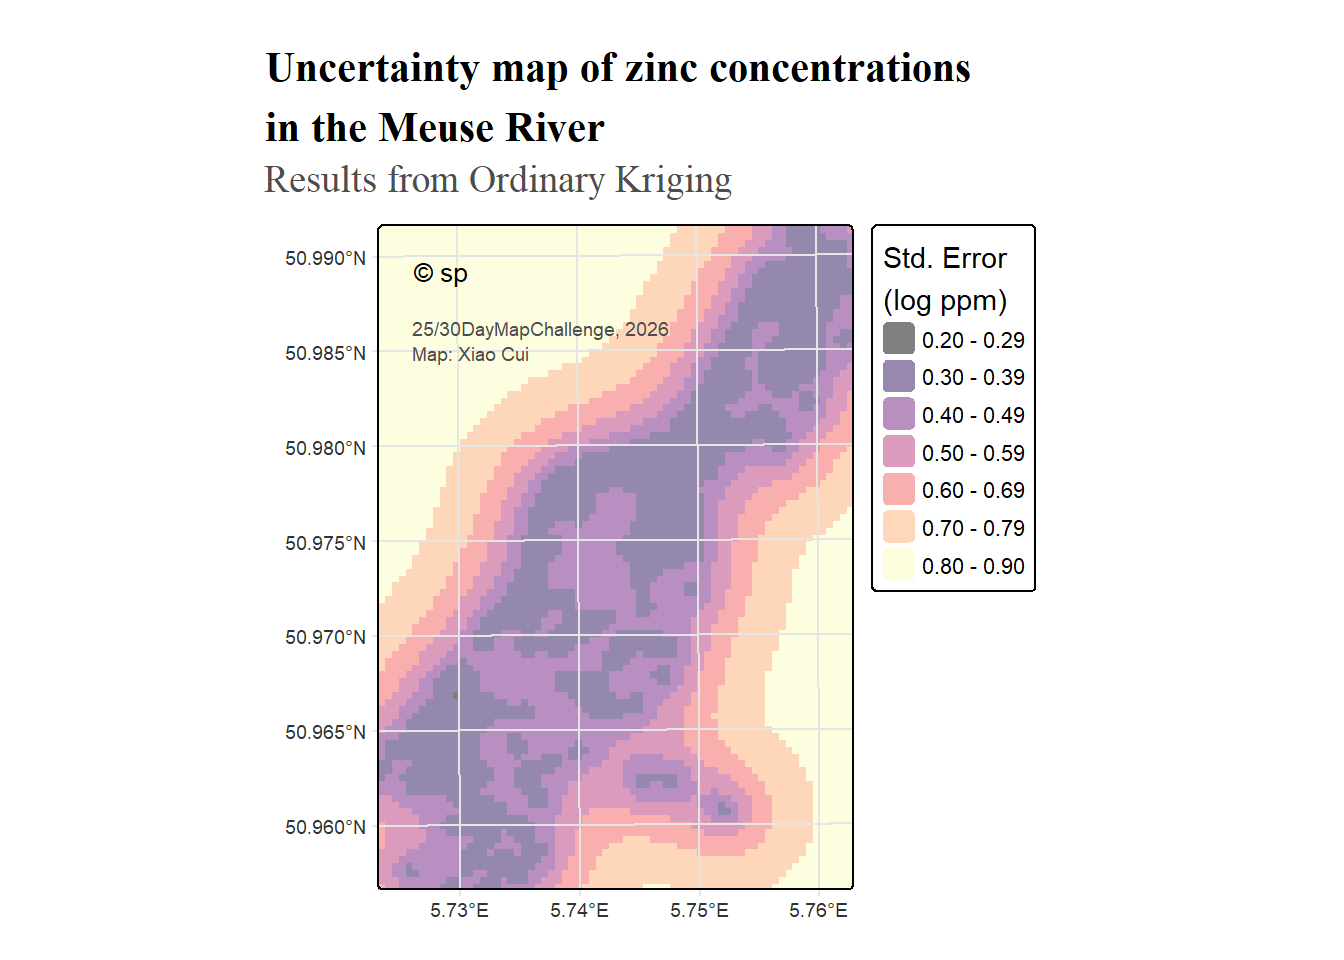 Uncertainty map of zinc concentrations
in the Meuse River
Results from Ordinary Kriging
© sp
25/30DayMapChallenge, 2026
Map: Xiao Cui
50.990°N
50.985°N
50.980°N
50.975°N
50.970°N
50.965°N
50.960°N
5.73°E
5.74°E
5.75°E
5.76°E
Std. Error
(log ppm)
0.20 - 0.29
0.30 - 0.39
0.40 - 0.49
0.50 - 0.59
0.60 - 0.69
0.70 - 0.79
0.80 - 0.90